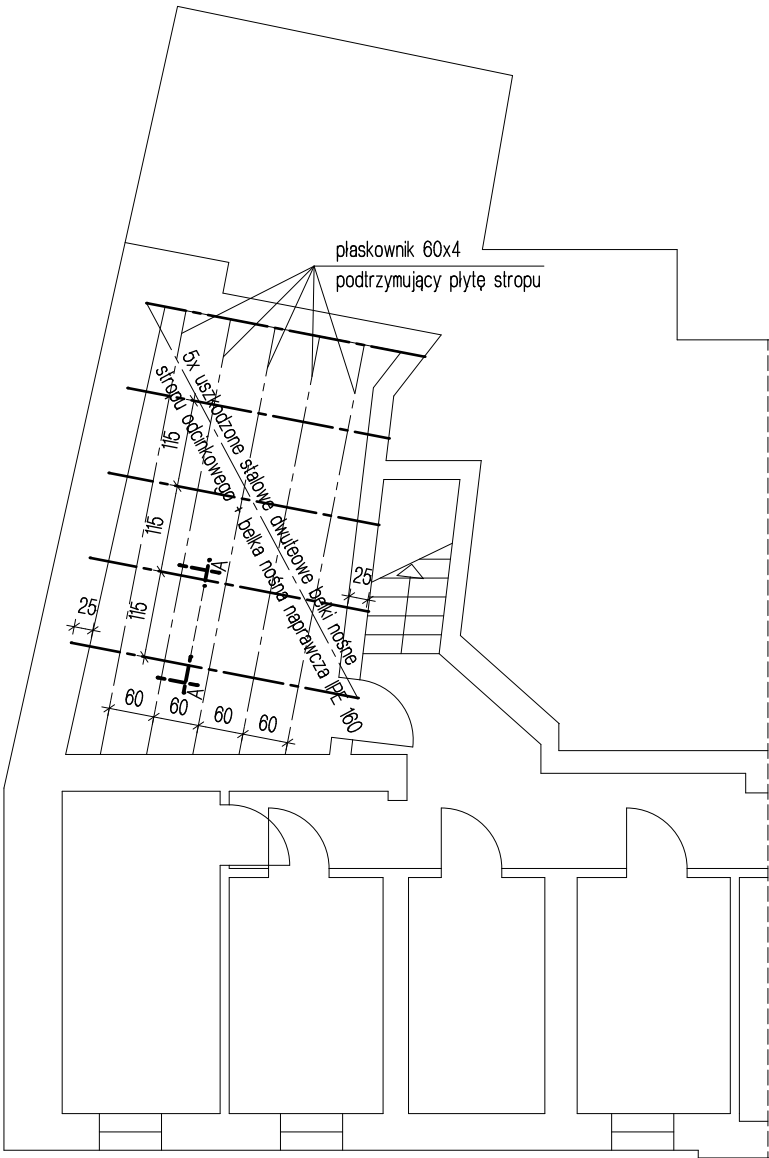 płaskownik 60x4
podtrzymujący płytę stropu
5x uszkodzone stalowe dwuteowe belki nośne
stropu odcinkowego + belka nośna naprawcza IPE 160
115
115
115
A
25
25
A
60
60
60
60